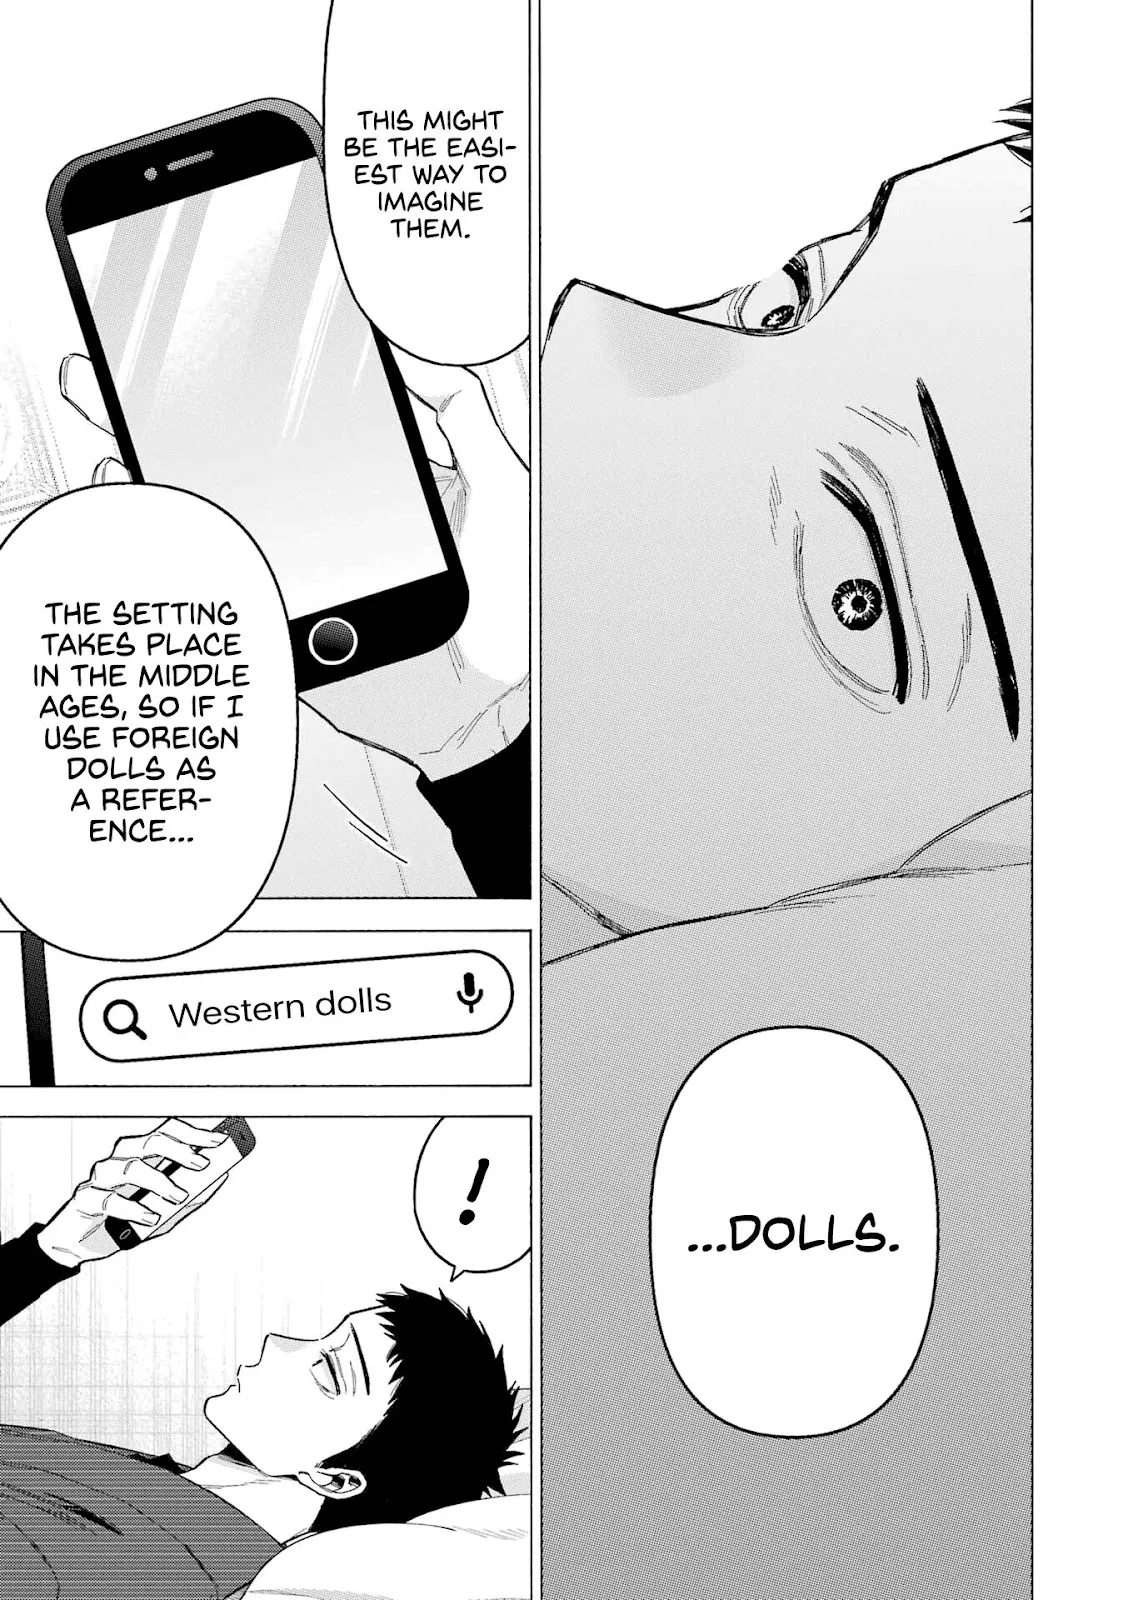 ...DOLLS.
THIS MIGHT
BE THE EASI-
EST WAY TO
IMAGINE
THEM.
THE SETTING
TAKES PLACE
IN THE MIDDLE
AGES, SO IF I
USE FOREIGN
DOLLS AS
A REFER-
ENCE...
Western dolls
!